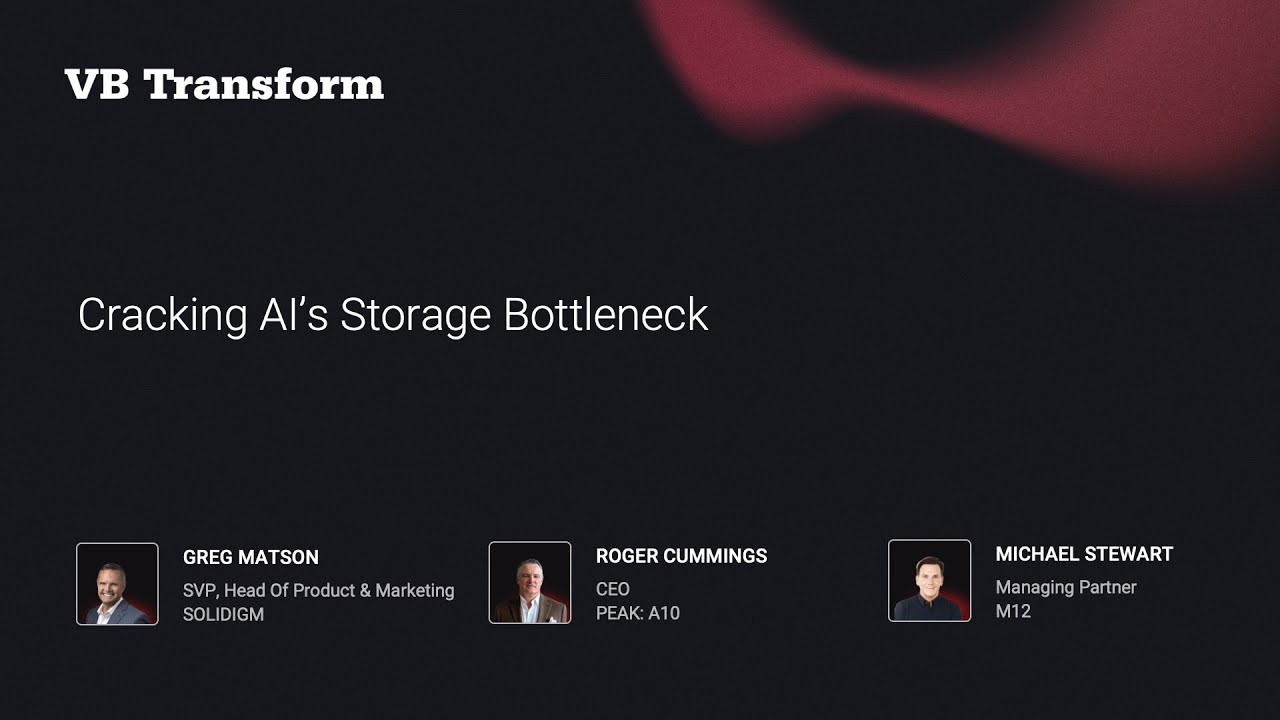 VB Transform
Cracking AI’s Storage Bottleneck
GREG MATSON
SVP, Head Of Product & Marketing
SOLIDIGM
ROGER CUMMINGS
CEO
PEAK: A10
MICHAEL STEWART
Managing Partner
M12